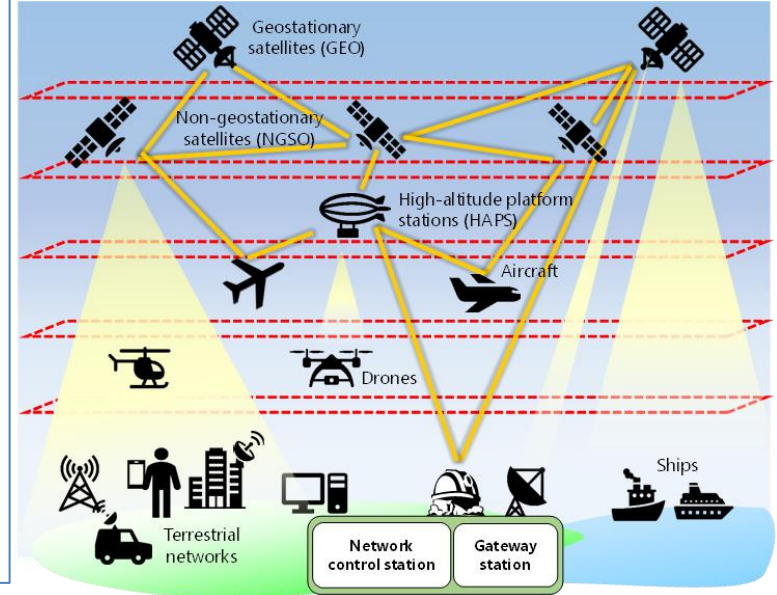 Geostationary
satellites (GEO)
Non-geostationary
satellites (NGSO)
High-altitude platform
stations (HAPS)
Aircraft
Drones
Ships
Terrestrial
networks
Network
control station
Gateway
station